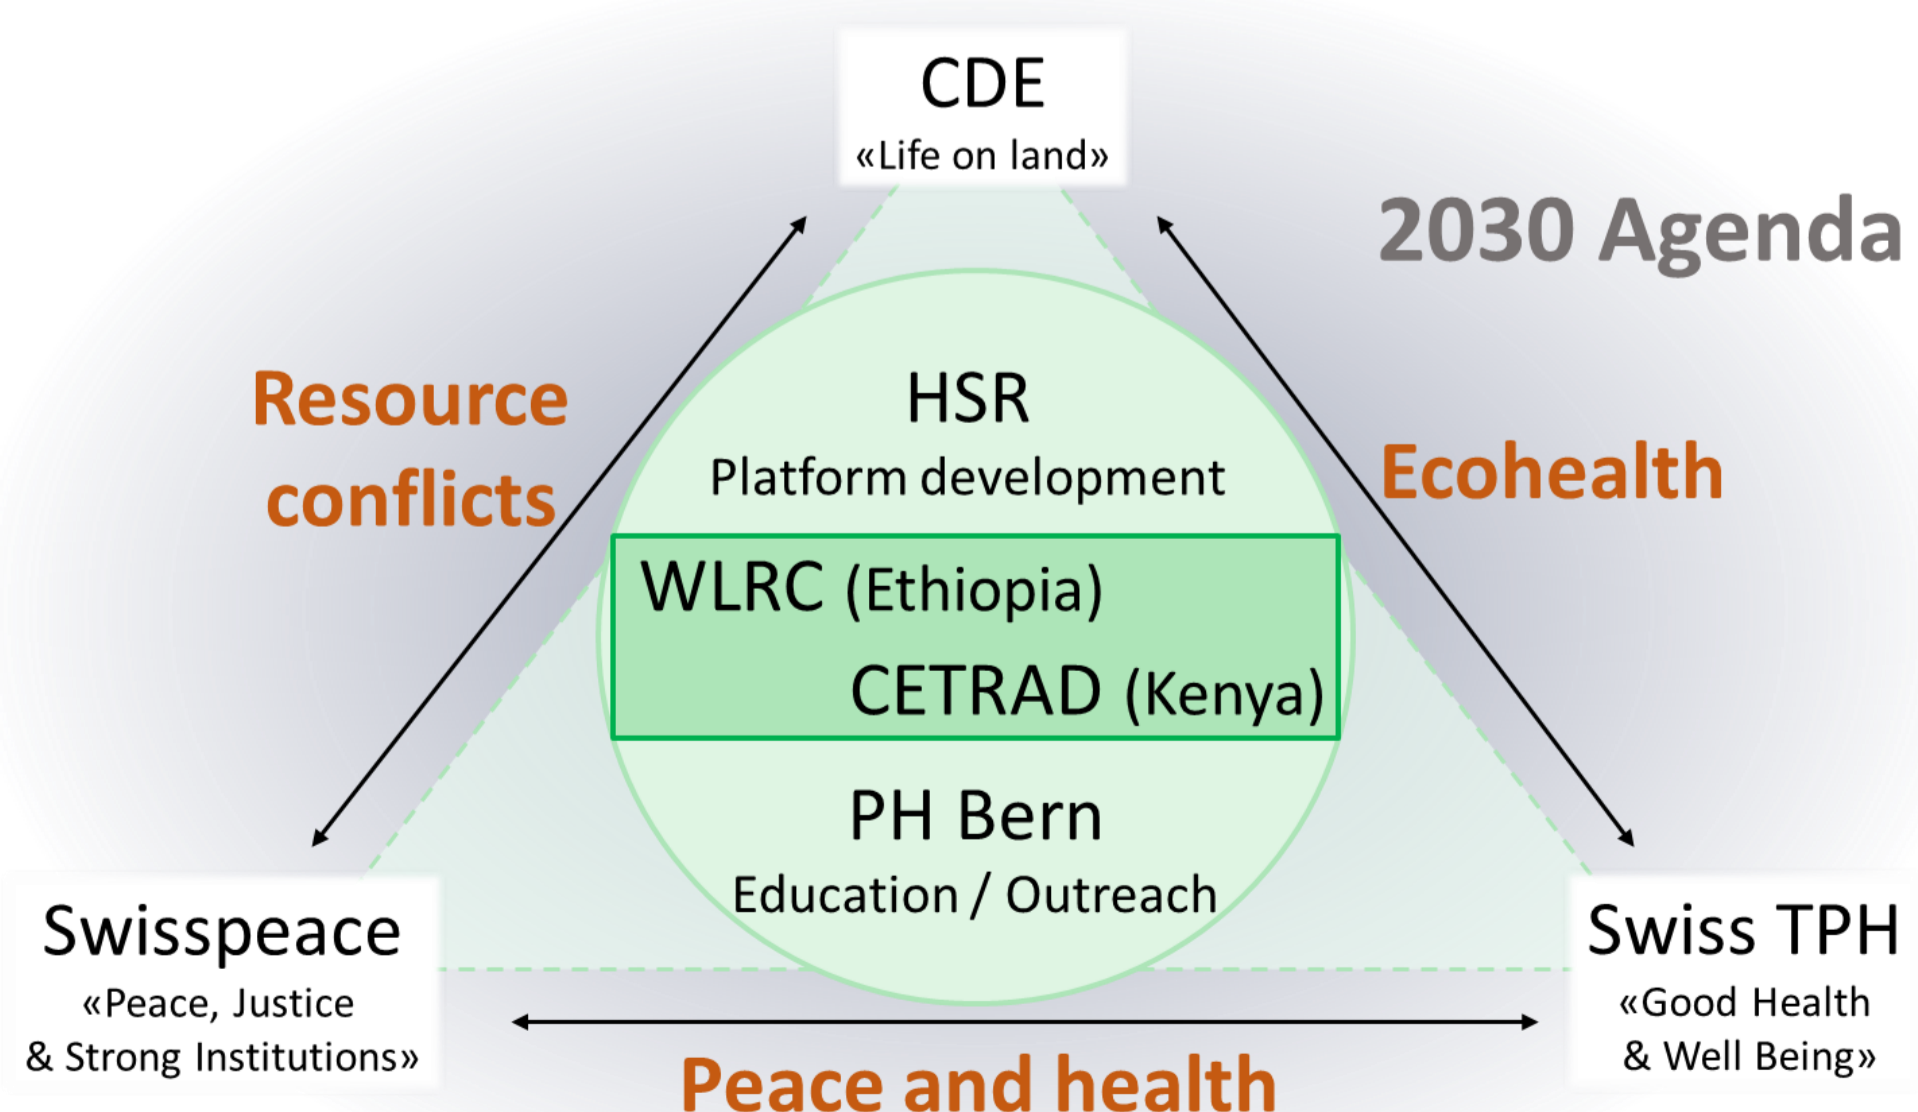 CDE
«Life on land»
2030 Agenda
Resource
conflicts
HSR
Platform development
Ecohealth
WLRC (Ethiopia)
CETRAD (Kenya)
PH Bern
Education / Outreach
Swisspeace
«Peace, Justice
& Strong Institutions»
Swiss TPH
«Good Health
& Well Being»
Peace and health